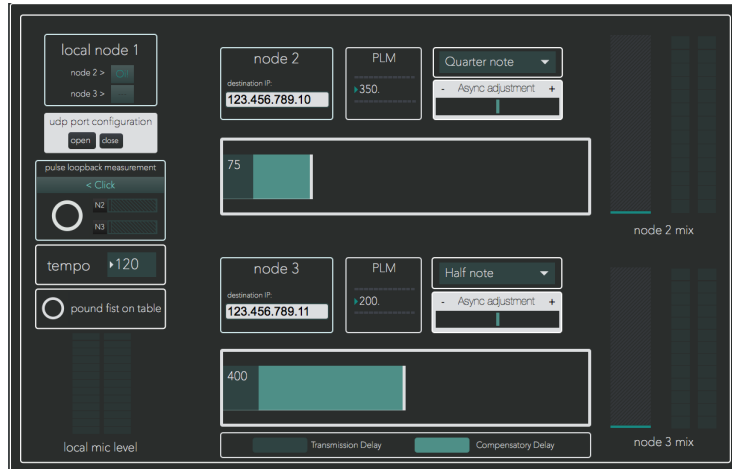 local node 1
node 2 > Off
node 3 >
udp port configuration
open close
pulse loopback measurement
< Click
N2
N3
tempo 120
pound fist on table
local mic level
node 2
destination IP:
123.456.789.10
PLM
350.
Quarter note
- Async adjustment +
75
node 2 mix
node 3
destination IP:
123.456.789.11
PLM
200.
Half note
- Async adjustment +
400
Transmission Delay
Compensatory Delay
node 3 mix